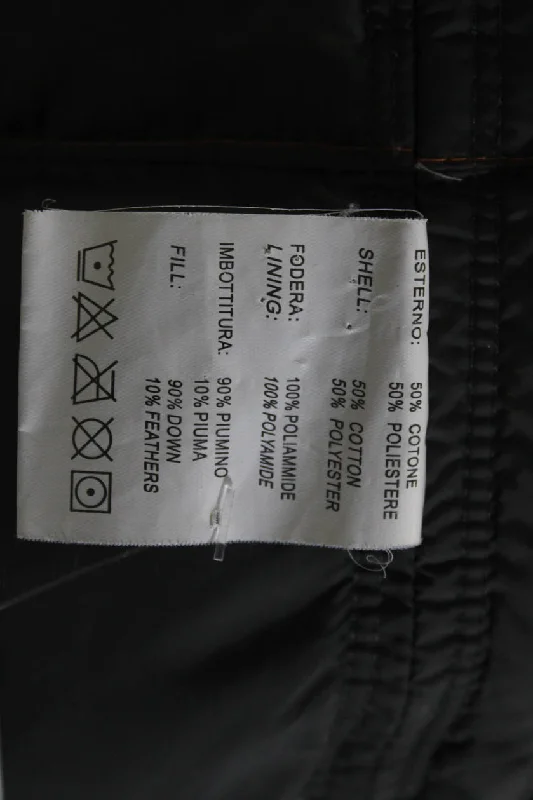 ESTERNO: 50% COTONE
50% POLIESTERE
SHELL: 50% COTTON
50% POLYESTER
FODERA: 100% POLIAMMIDE
LINING: 100% POLYAMIDE
IMBOTTITURA: 90% PIUMINO
10% PIUMA
FILL: 90% DOWN
10% FEATHERS